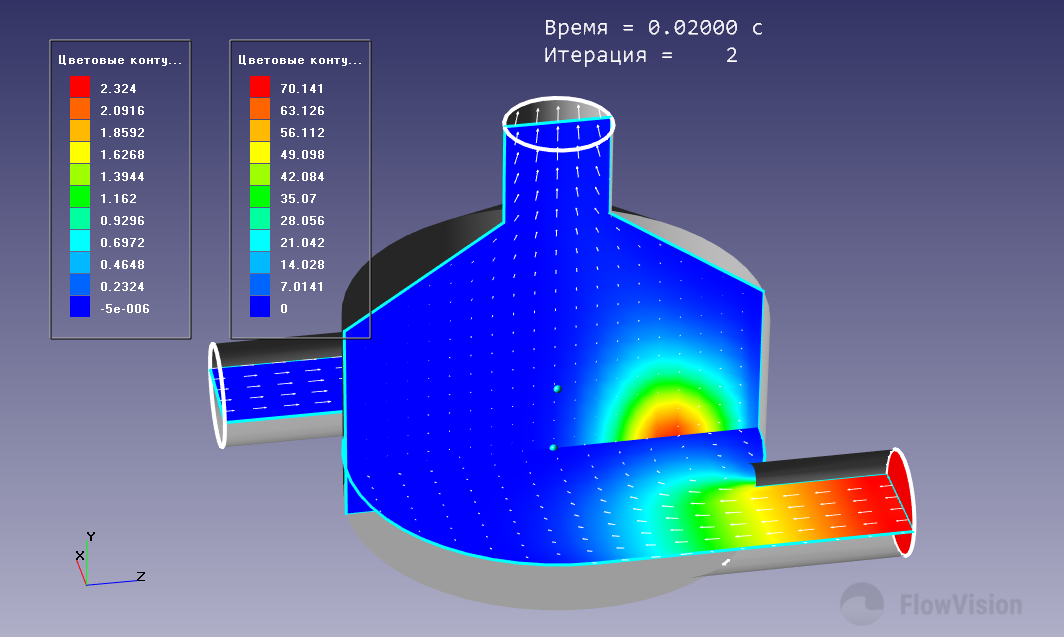 Время = 0.02000 с
Итерация = 2
Цветовые конту...
2.324
2.0916
1.8592
1.6268
1.3944
1.162
0.9296
0.6972
0.4648
0.2324
-5e-006
Цветовые конту...
70.141
63.126
56.112
49.098
42.084
35.07
28.056
21.042
14.028
7.0141
0
Y
X
Z
FlowVision